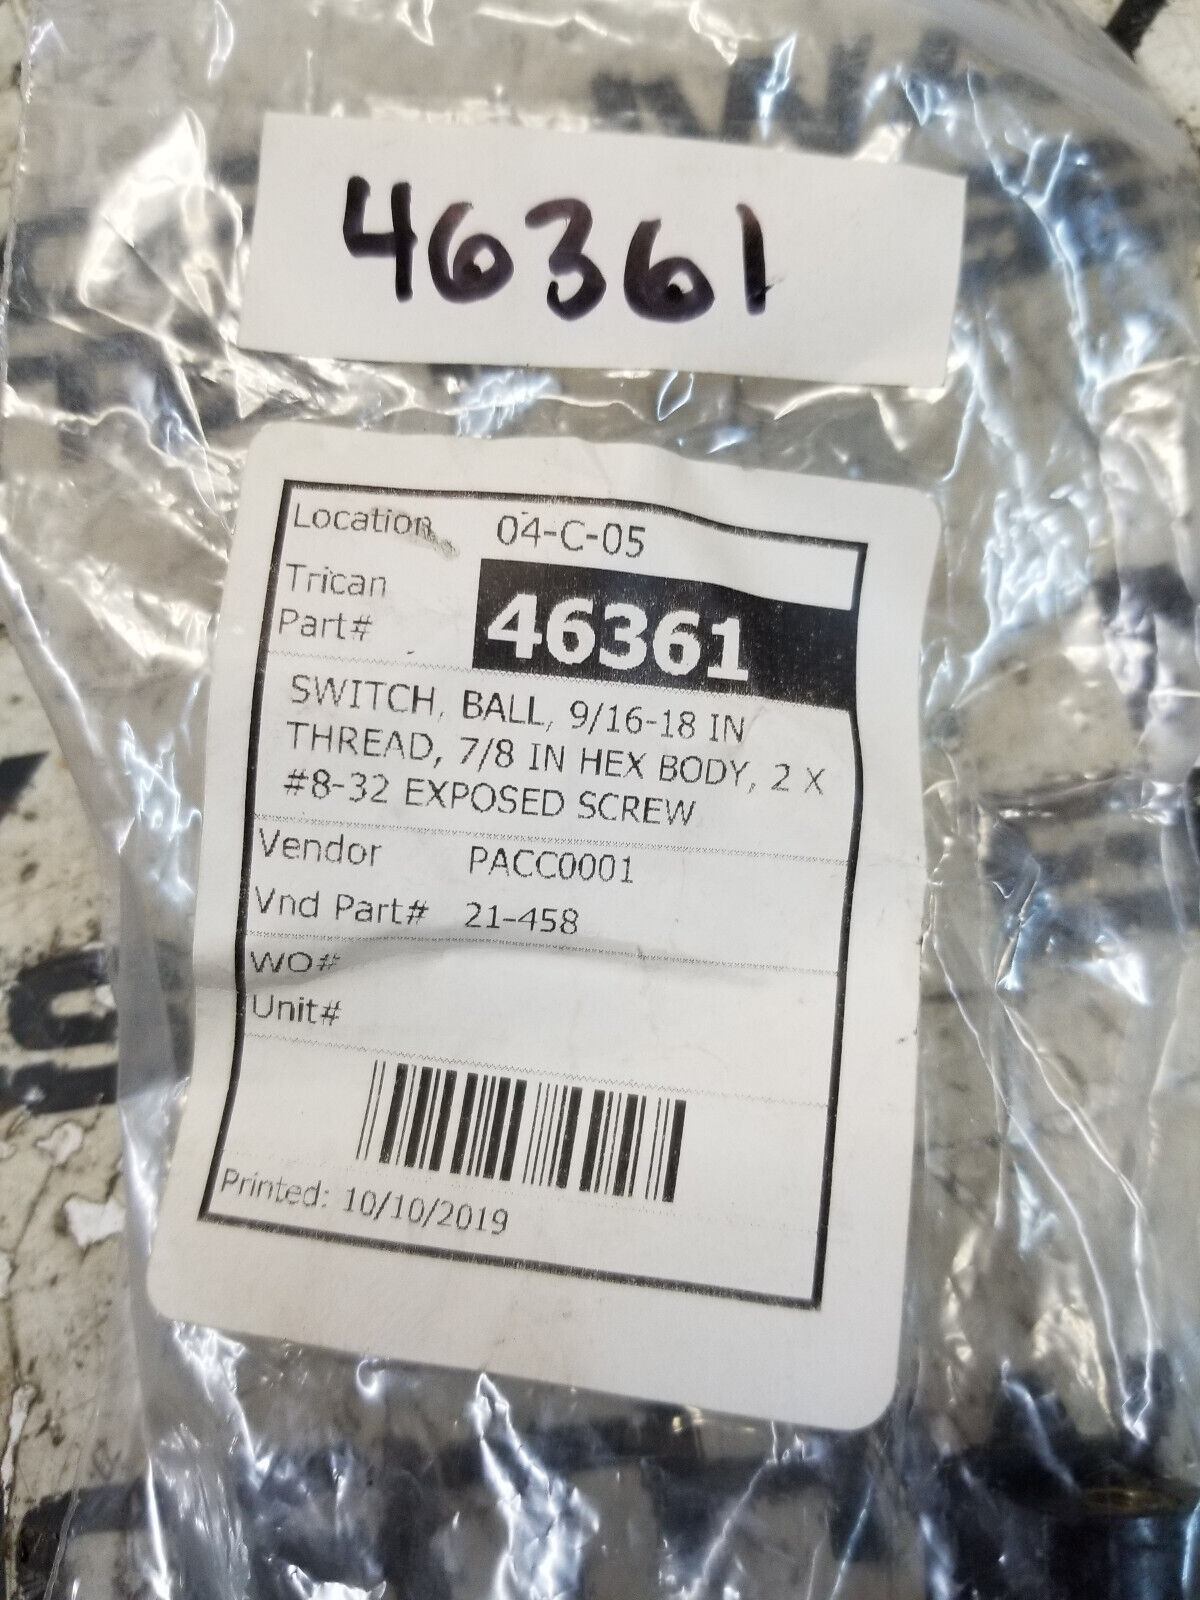 46361
Location 04-C-05
Trican
Part# 46361
SWITCH, BALL, 9/16-18 IN
THREAD, 7/8 IN HEX BODY, 2 X
#8-32 EXPOSED SCREW
Vendor PACC0001
Vnd Part# 21-458
WO#
Unit#
Printed: 10/10/2019